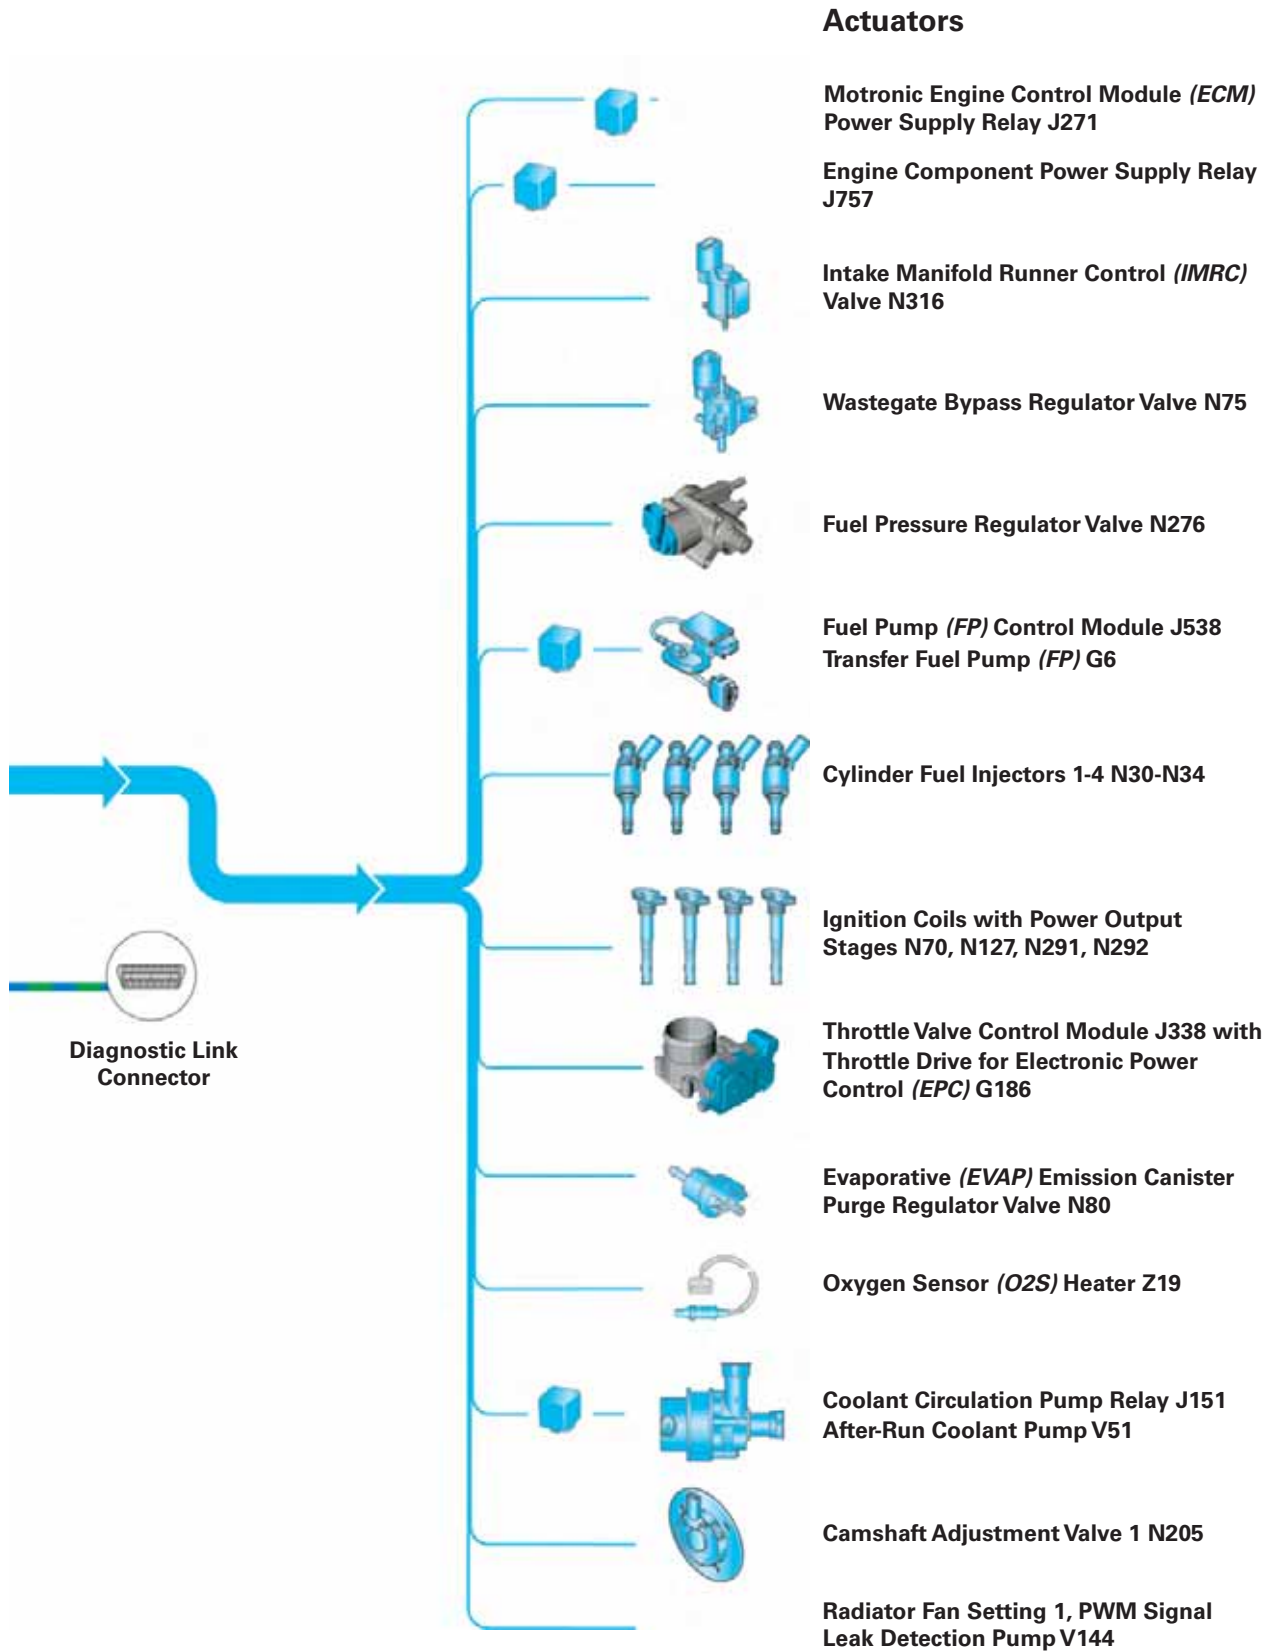 Actuators
Motronic Engine Control Module (ECM)
Power Supply Relay J271
Engine Component Power Supply Relay
J757
Intake Manifold Runner Control (IMRC)
Valve N316
Wastegate Bypass Regulator Valve N75
Fuel Pressure Regulator Valve N276
Fuel Pump (FP) Control Module J538
Transfer Fuel Pump (FP) G6
Cylinder Fuel Injectors 1-4 N30-N34
Ignition Coils with Power Output
Stages N70, N127, N291, N292
Diagnostic Link
Connector
Throttle Valve Control Module J338 with
Throttle Drive for Electronic Power
Control (EPC) G186
Evaporative (EVAP) Emission Canister
Purge Regulator Valve N80
Oxygen Sensor (O2S) Heater Z19
Coolant Circulation Pump Relay J151
After-Run Coolant Pump V51
Camshaft Adjustment Valve 1 N205
Radiator Fan Setting 1, PWM Signal
Leak Detection Pump V144